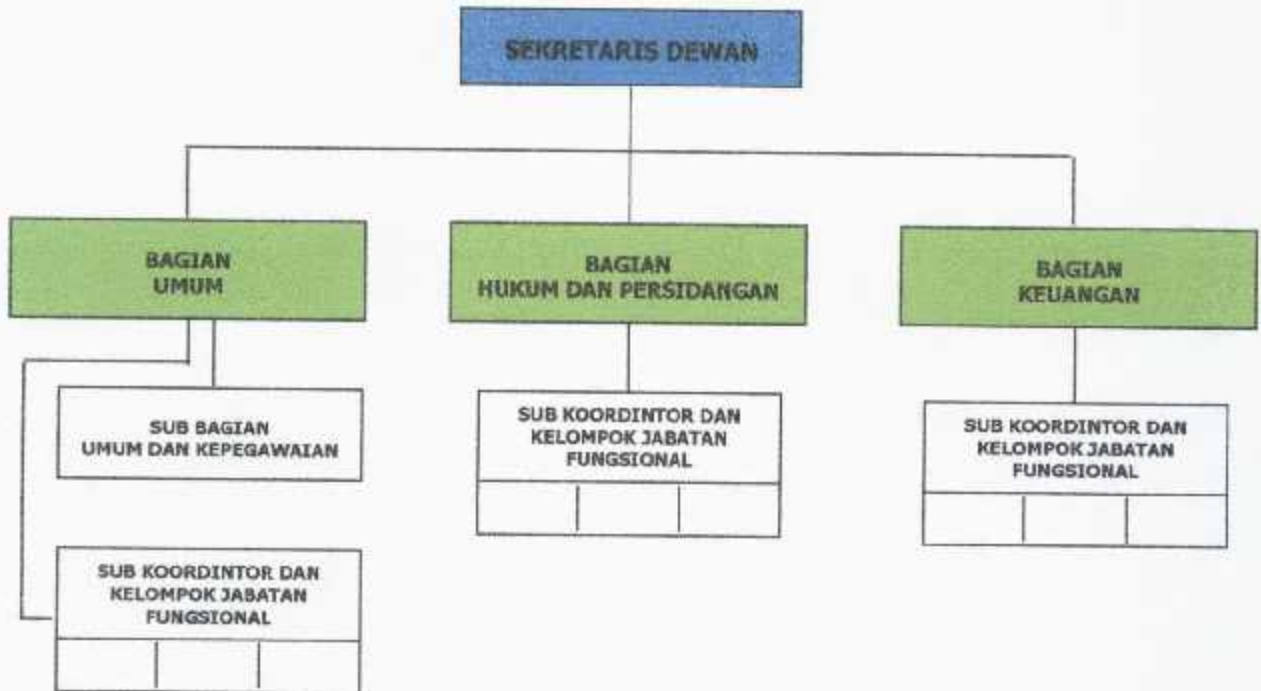 SEKRETARIS DEWAN
BAGIAN
UMUM
BAGIAN
HUKUM DAN PERSIDANGAN
BAGIAN
KEUANGAN
SUB BAGIAN
UMUM DAN KEPEGAWAIAN
SUB KOORDINTOR DAN
KELOMPOK JABATAN
FUNGSIONAL
SUB KOORDINTOR DAN
KELOMPOK JABATAN
FUNGSIONAL
SUB KOORDINTOR DAN
KELOMPOK JABATAN
FUNGSIONAL